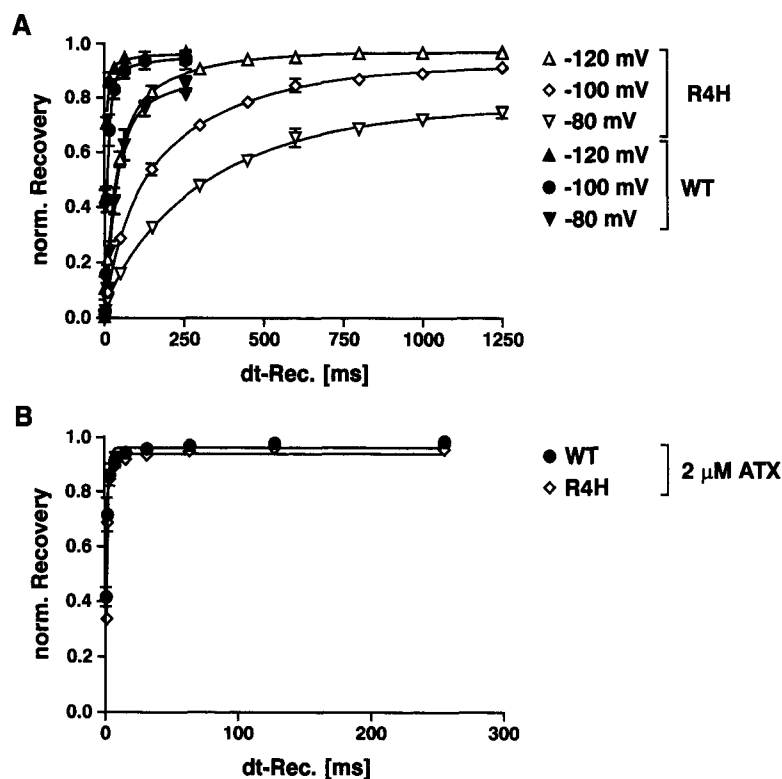 A
norm. Recovery
1.0
0.8
0.6
0.4
0.2
0.0
0
250
500
750
1000
1250
dt-Rec. [ms]
-120 mV
-100 mV
-80 mV
R4H
-120 mV
-100 mV
-80 mV
WT
B
norm. Recovery
1.0
0.8
0.6
0.4
0.2
0.0
0
100
200
300
dt-Rec. [ms]
WT
R4H
2 μM ATX